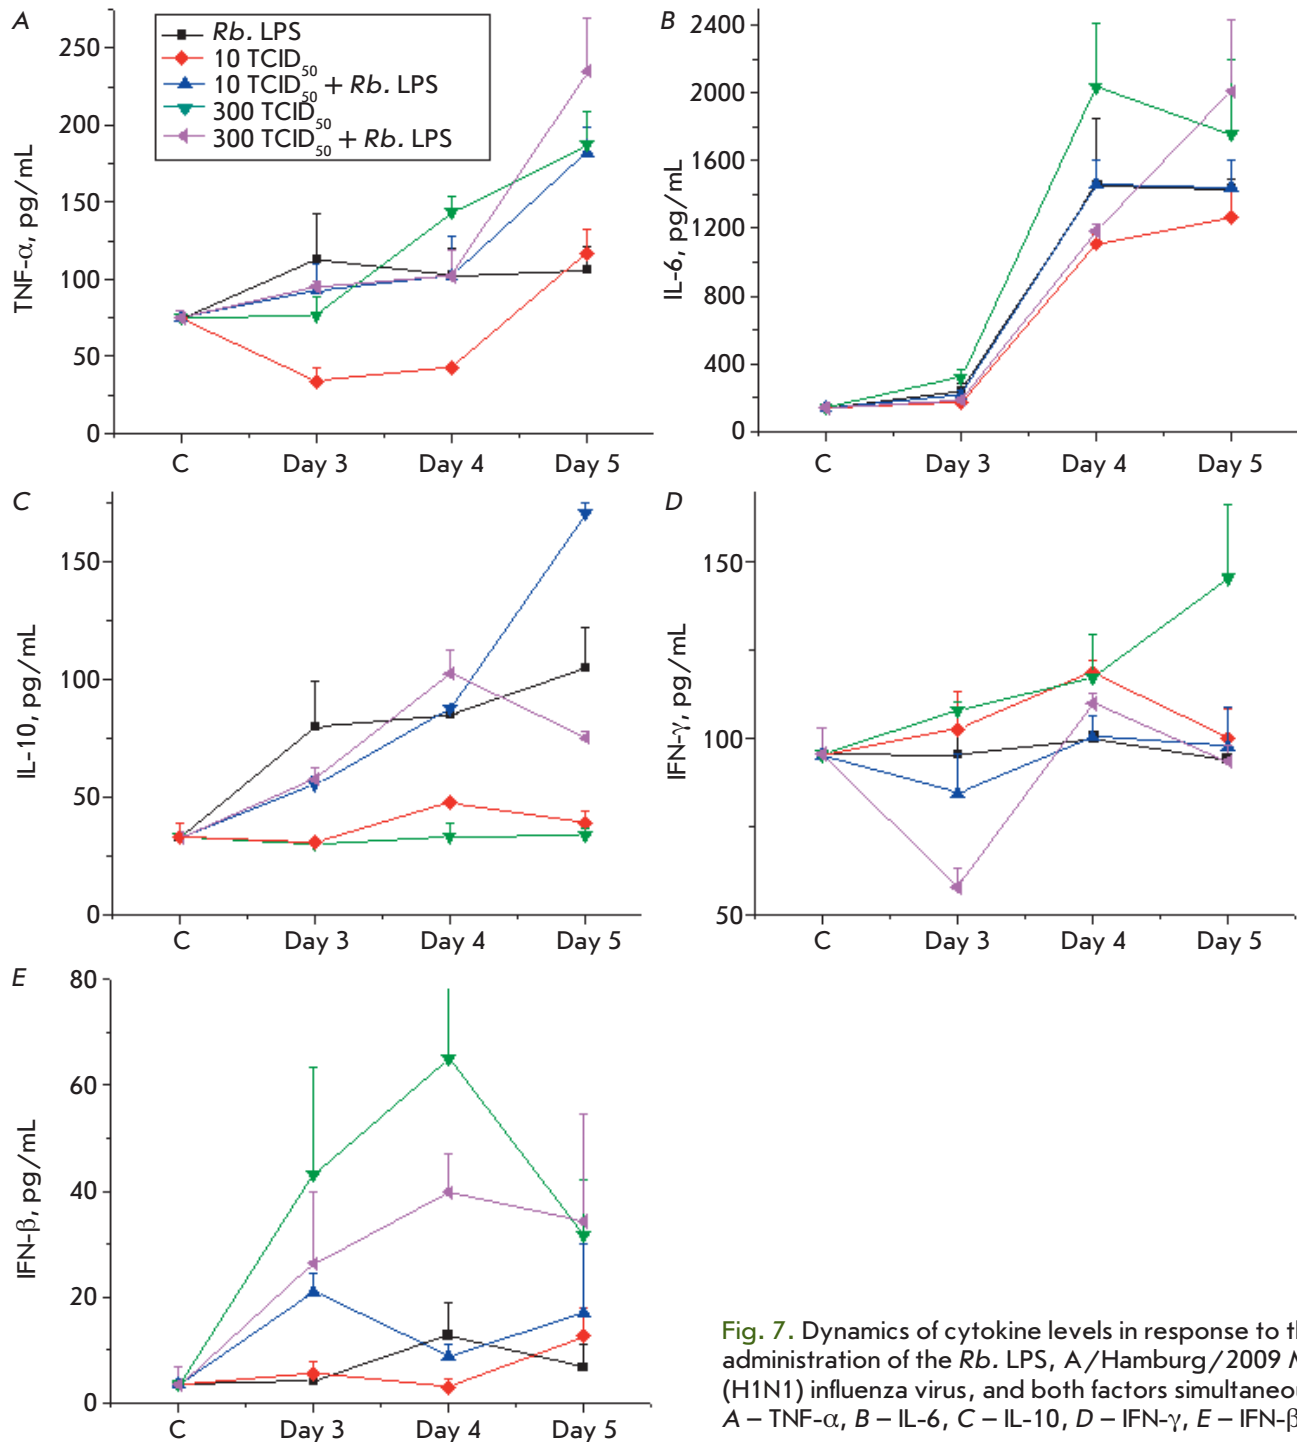 A
250
200
150
100
50
0
TNF-α, pg/mL
C Day 3 Day 4 Day 5
Rb. LPS
10 TCID50
10 TCID50 + Rb. LPS
300 TCID50
300 TCID50 + Rb. LPS
B
2400
2000
1600
1200
800
400
0
IL-6, pg/mL
C Day 3 Day 4 Day 5
C
150
100
50
0
IL-10, pg/mL
C Day 3 Day 4 Day 5
D
150
100
50
IFN-γ, pg/mL
C Day 3 Day 4 Day 5
E
80
60
40
20
0
IFN-β, pg/mL
C Day 3 Day 4 Day 5
Fig. 7. Dynamics of cytokine levels in response to
administration of the Rb. LPS, A/Hamburg/2009
(H1N1) influenza virus, and both factors
A – TNF-α, B – IL-6, C – IL-10, D – IFN-γ, E – IFN-β